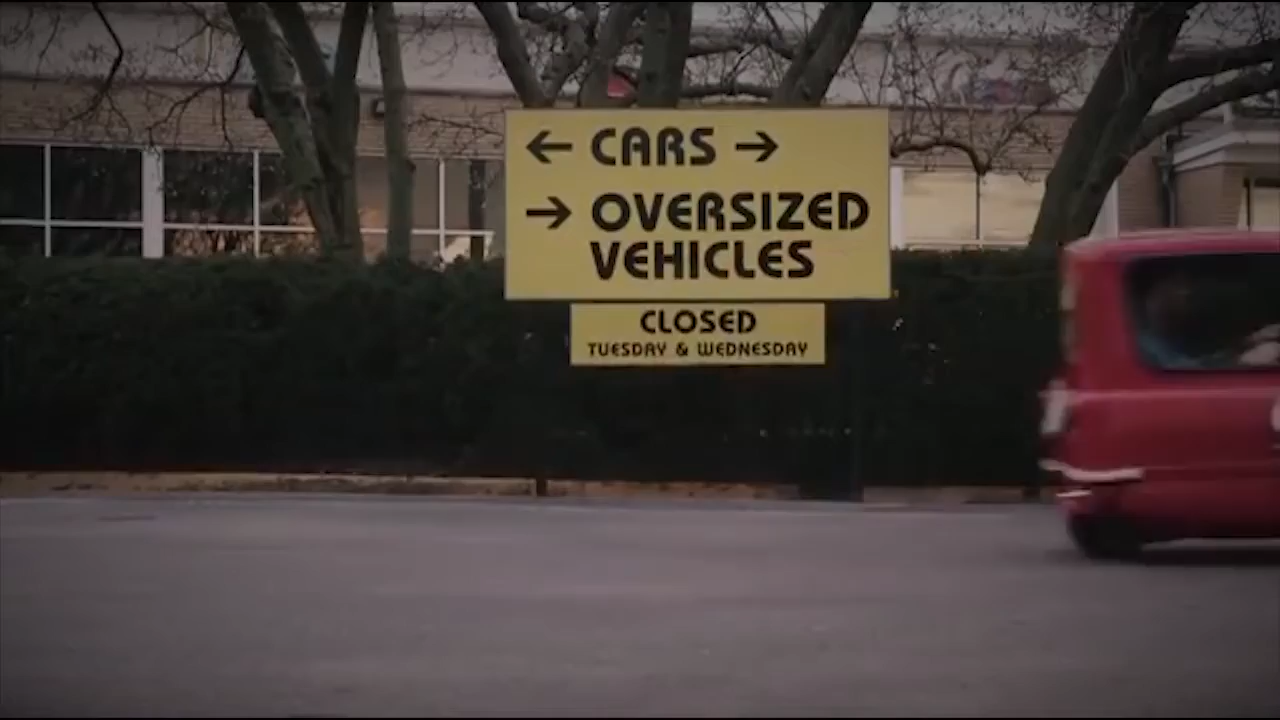 ← CARS →
→ OVERSIZED
VEHICLES
CLOSED
TUESDAY & WEDNESDAY